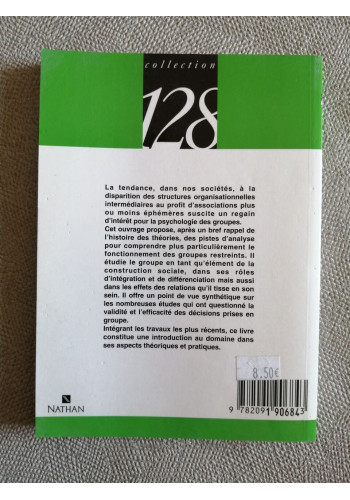 collection
128
La tendance, dans nos sociétés, à la
disparition des structures organisationnelles
intermédiaires au profit d'associations plus
ou moins éphémères suscite un regain
d'intérêt pour la psychologie des groupes.
Cet ouvrage propose, après un bref rappel de
l'histoire des théories, des pistes d'analyse
pour comprendre plus particulièrement le
fonctionnement des groupes restreints. Il
étudie le groupe en tant qu'élément de la
construction sociale, dans ses rôles
d'intégration et de différenciation mais aussi
dans les effets des relations qu'il tisse en son
sein. Il offre un point de vue synthétique sur
les nombreuses études qui ont questionné la
validité et l'efficacité des décisions prises en
groupe.
Intégrant les travaux les plus récents, ce livre
constitue une introduction au domaine dans
ses aspects théoriques et pratiques.
8.50€
NATHAN
9 782091 906843